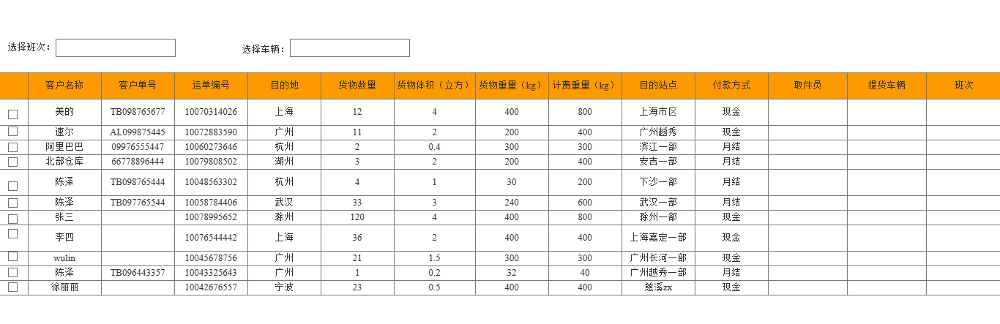 选择班次： 选择车辆：
客户名称 客户单号 运单编号 目的地 货物数量 货物体积（立方） 货物重量（kg） 计费重量（kg） 目的站点 付款方式 取件员 提货车辆 班次
美的 TB098765677 10070314026 上海 12 4 400 800 上海市区 现金
速尔 AL099875445 10072883590 广州 11 2 200 400 广州越秀 现金
阿里巴巴 09976555447 10060273646 杭州 2 0.4 300 300 滨江一部 月结
北部仓库 66778896444 10079808502 湖州 3 2 200 400 安吉一部 月结
陈泽 TB098765444 10048563302 杭州 4 1 30 200 下沙一部 月结
陈泽 TB097765544 10058784406 武汉 33 3 240 600 武汉一部 月结
张三 10078995652 滁州 120 4 400 800 滁州一部 现金
李四 10076544442 上海 36 2 400 400 上海嘉定一部 现金
wulin 10045678756 广州 21 1.5 300 300 广州长河一部 现金
陈泽 TB096443357 10043325643 广州 1 0.2 32 40 广州越秀一部 月结
徐丽丽 10042676557 宁波 23 0.5 400 400 慈溪zx 现金